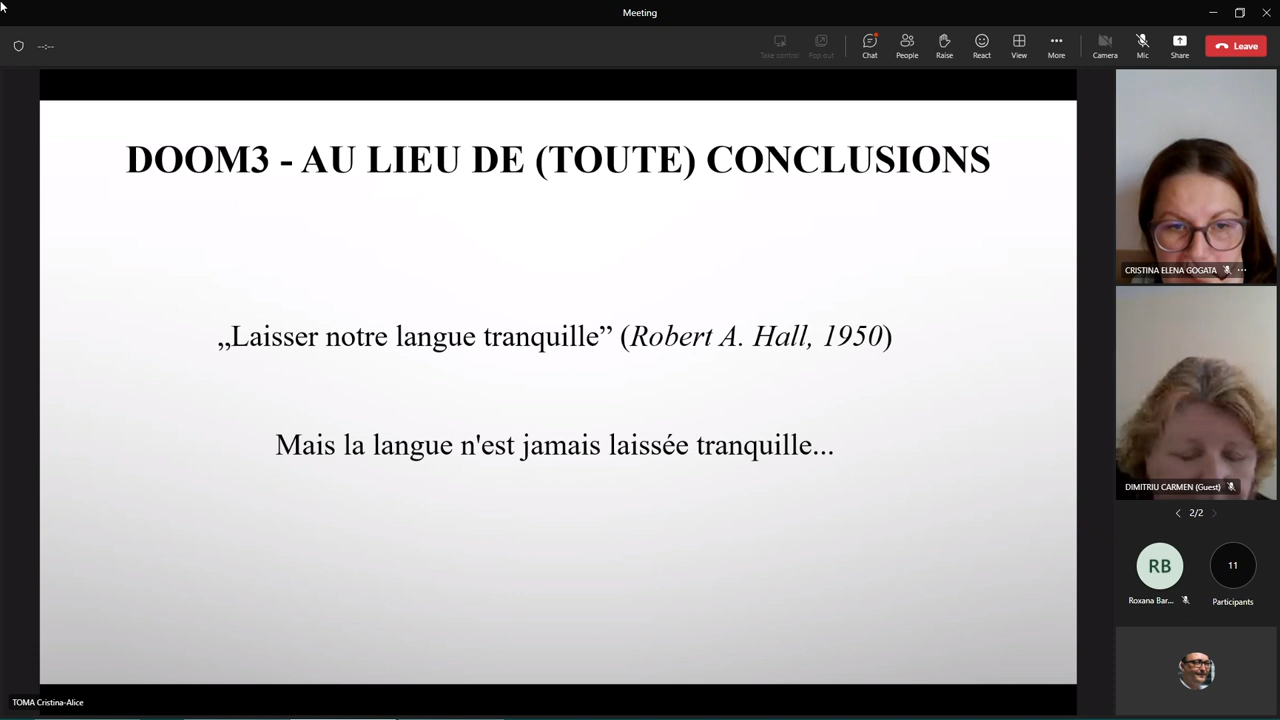 Meeting
--:--
Take control
Pop out
Chat
People
Raise
React
View
More
Camera
Mic
Share
Leave
DOOM3 - AU LIEU DE (TOUTE) CONCLUSIONS
„Laisser notre langue tranquille” (Robert A. Hall, 1950)
Mais la langue n'est jamais laissée tranquille...
TOMA Cristina-Alice
CRISTINA ELENA GOGATA
DIMITRIU CARMEN (Guest)
2/2
RB
11
Roxana Bar...
Participants